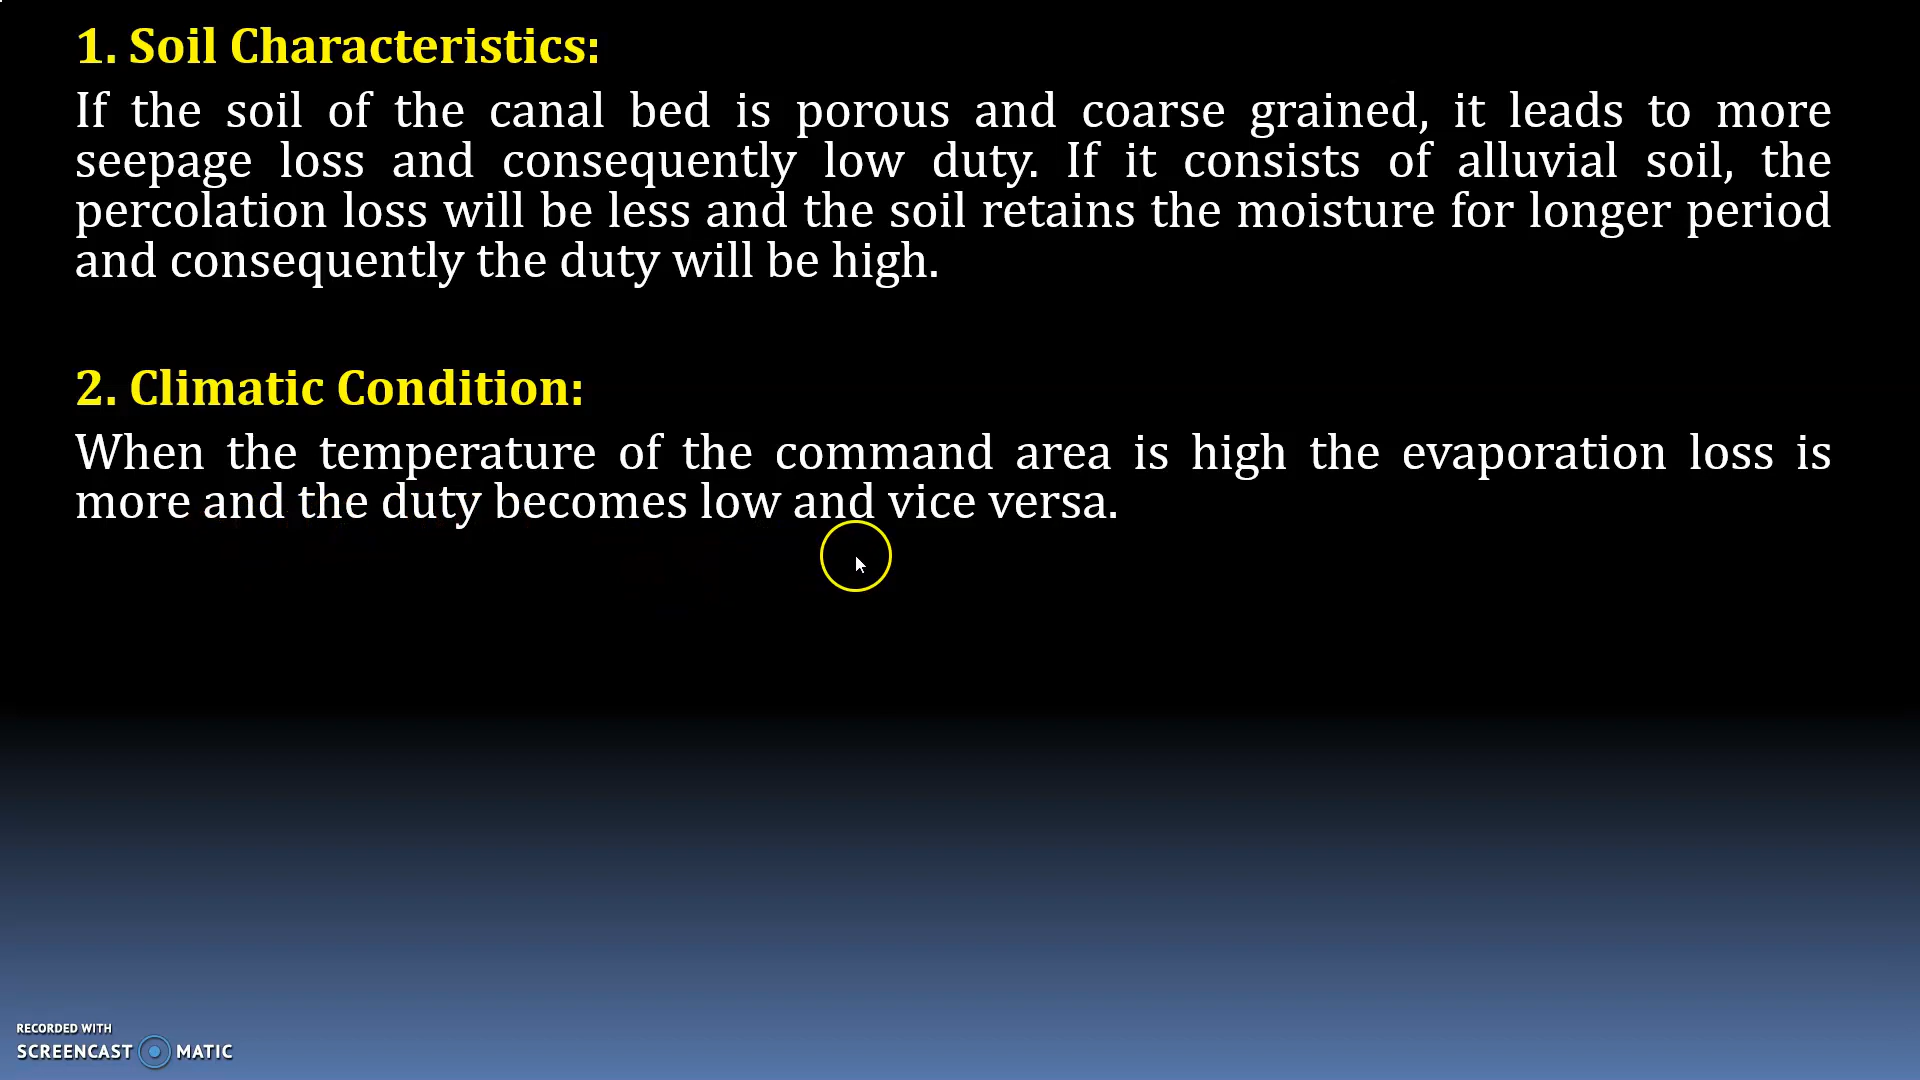 1. Soil Characteristics:
If the soil of the canal bed is porous and coarse grained, it leads to more
seepage loss and consequently low duty. If it consists of alluvial soil, the
percolation loss will be less and the soil retains the moisture for longer period
and consequently the duty will be high.
2. Climatic Condition:
When the temperature of the command area is high the evaporation loss is
more and the duty becomes low and vice versa.
RECORDED WITH
SCREENCAST MATIC